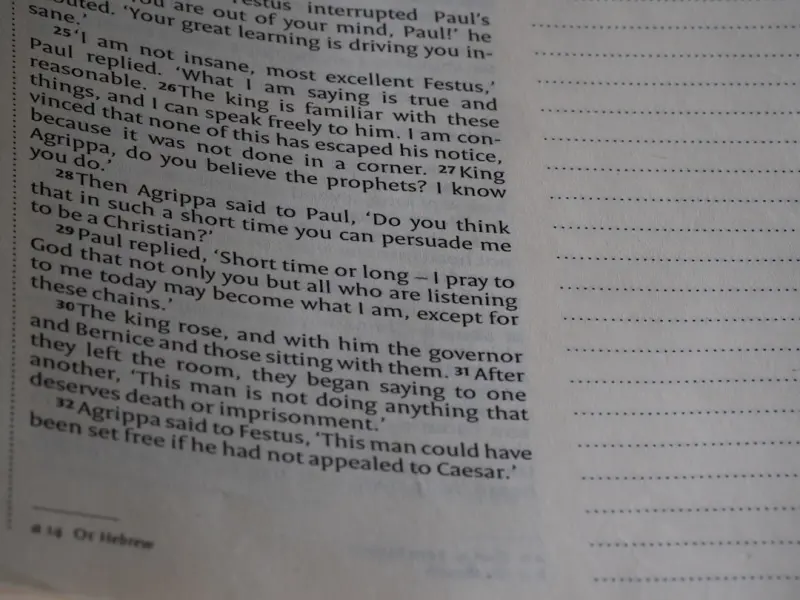 Festus interrupted Paul's
You are out of your mind, Paul!' he
'Your great learning is driving you in-
sane.'
25 'I am not insane, most excellent Festus,'
Paul replied. 'What I am saying is true and
reasonable. 26 The king is familiar with these
things, and I can speak freely to him. I am con-
vinced that none of this has escaped his notice,
because it was not done in a corner. 27 King
Agrippa, do you believe the prophets? I know
you do.'
28 Then Agrippa said to Paul, 'Do you think
that in such a short time you can persuade me
to be a Christian?'
29 Paul replied, 'Short time or long – I pray to
God that not only you but all who are listening
to me today may become what I am, except for
these chains.'
30 The king rose, and with him the governor
and Bernice and those sitting with them. 31 After
they left the room, they began saying to one
another, 'This man is not doing anything that
deserves death or imprisonment.'
32 Agrippa said to Festus, 'This man could have
been set free if he had not appealed to Caesar.'
14 Or Hebrew